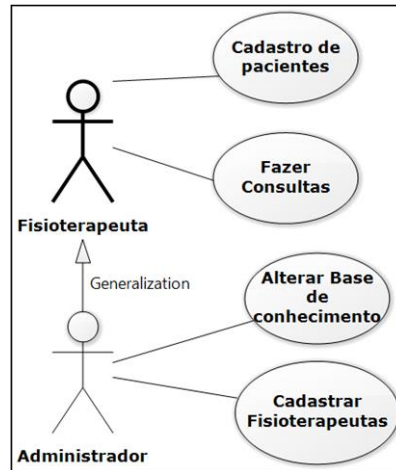 Cadastro de
pacientes
Fazer
Consultas
Fisioterapeuta
Generalization
Alterar Base
de
conhecimento
Cadastrar
Fisioterapeutas
Administrador